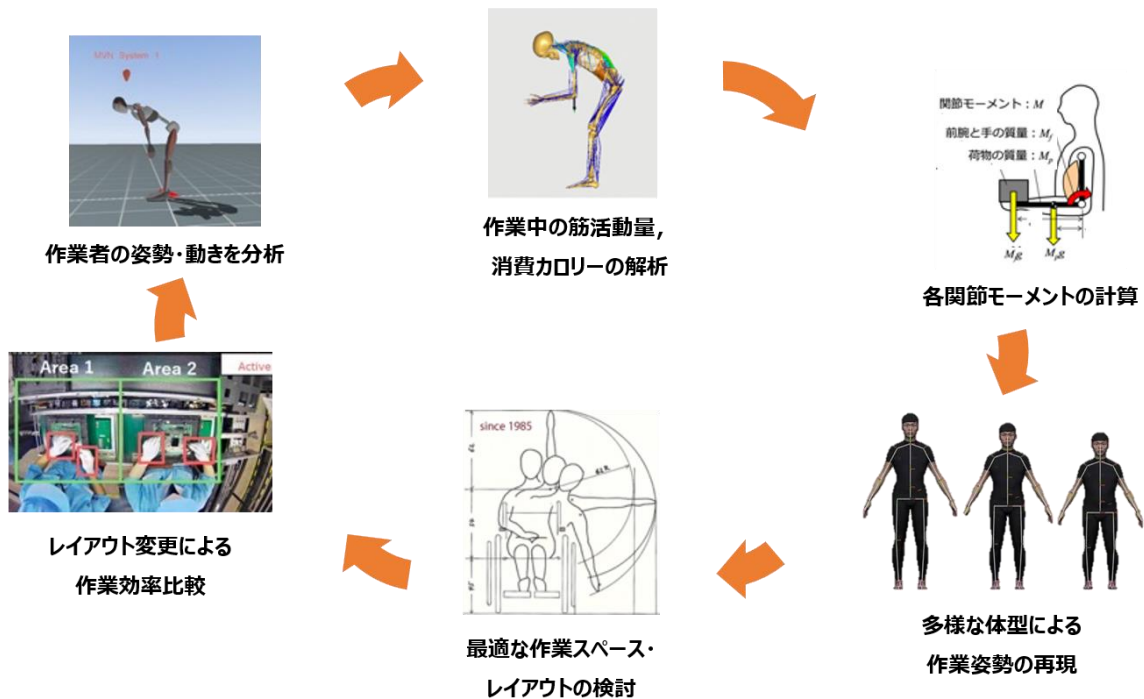 MVN System 1
作業者の姿勢・動きを分析
作業中の筋活動量,
消費カロリーの解析
関節モーメント：M
前腕と手の質量：Mf
荷物の質量：Mp
Mfg
Mpg
各関節モーメントの計算
多様な体型による
作業姿勢の再現
since 1985
62R
最適な作業スペース・
レイアウトの検討
Area 1
Area 2
Active
レイアウト変更による
作業効率比較